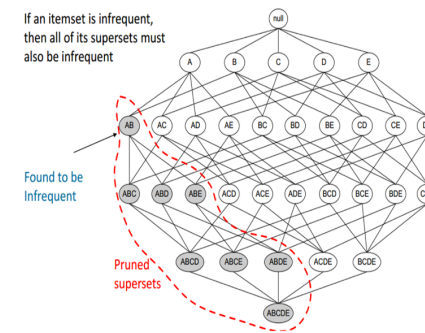 If an itemset is infrequent,
then all of its supersets must
also be infrequent
null
A B C D E
AB AC AD AE BC BD BE CD CE D
Found to be
Infrequent
ABC ABD ABE ACD ACE ADE BCD BCE BDE C
Pruned
supersets
ABCD ABCE ABDE ACDE BCDE
ABCDE